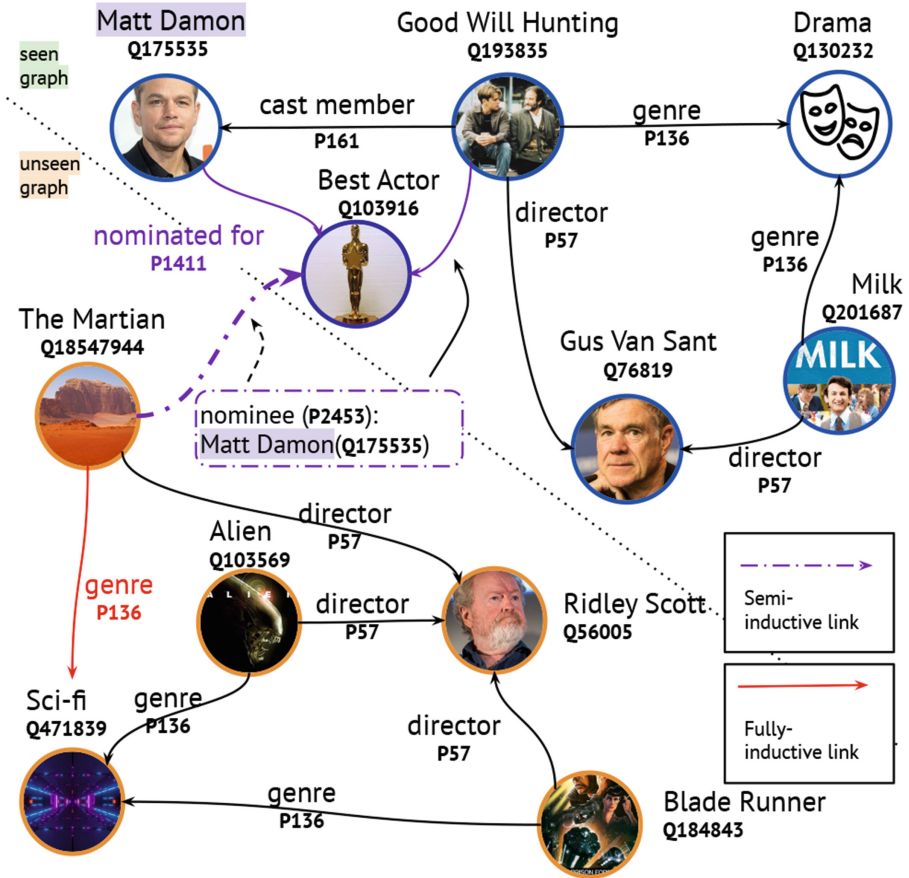 Matt Damon
Q175535
Good Will Hunting
Q193835
Drama
Q130232
seen
graph
cast member
P161
genre
P136
unseen
graph
Best Actor
Q103916
director
P57
nominated for
P1411
genre
P136
Milk
Q201687
The Martian
Q18547944
Gus Van Sant
Q76819
MILK
nominee (P2453):
Matt Damon(Q175535)
director
P57
director
P57
Alien
Q103569
genre
P136
ALIE
director
P57
Ridley Scott
Q56005
Semi-
inductive link
Sci-fi
Q471839
genre
P136
director
P57
Fully-
inductive link
genre
P136
Blade Runner
Q184843